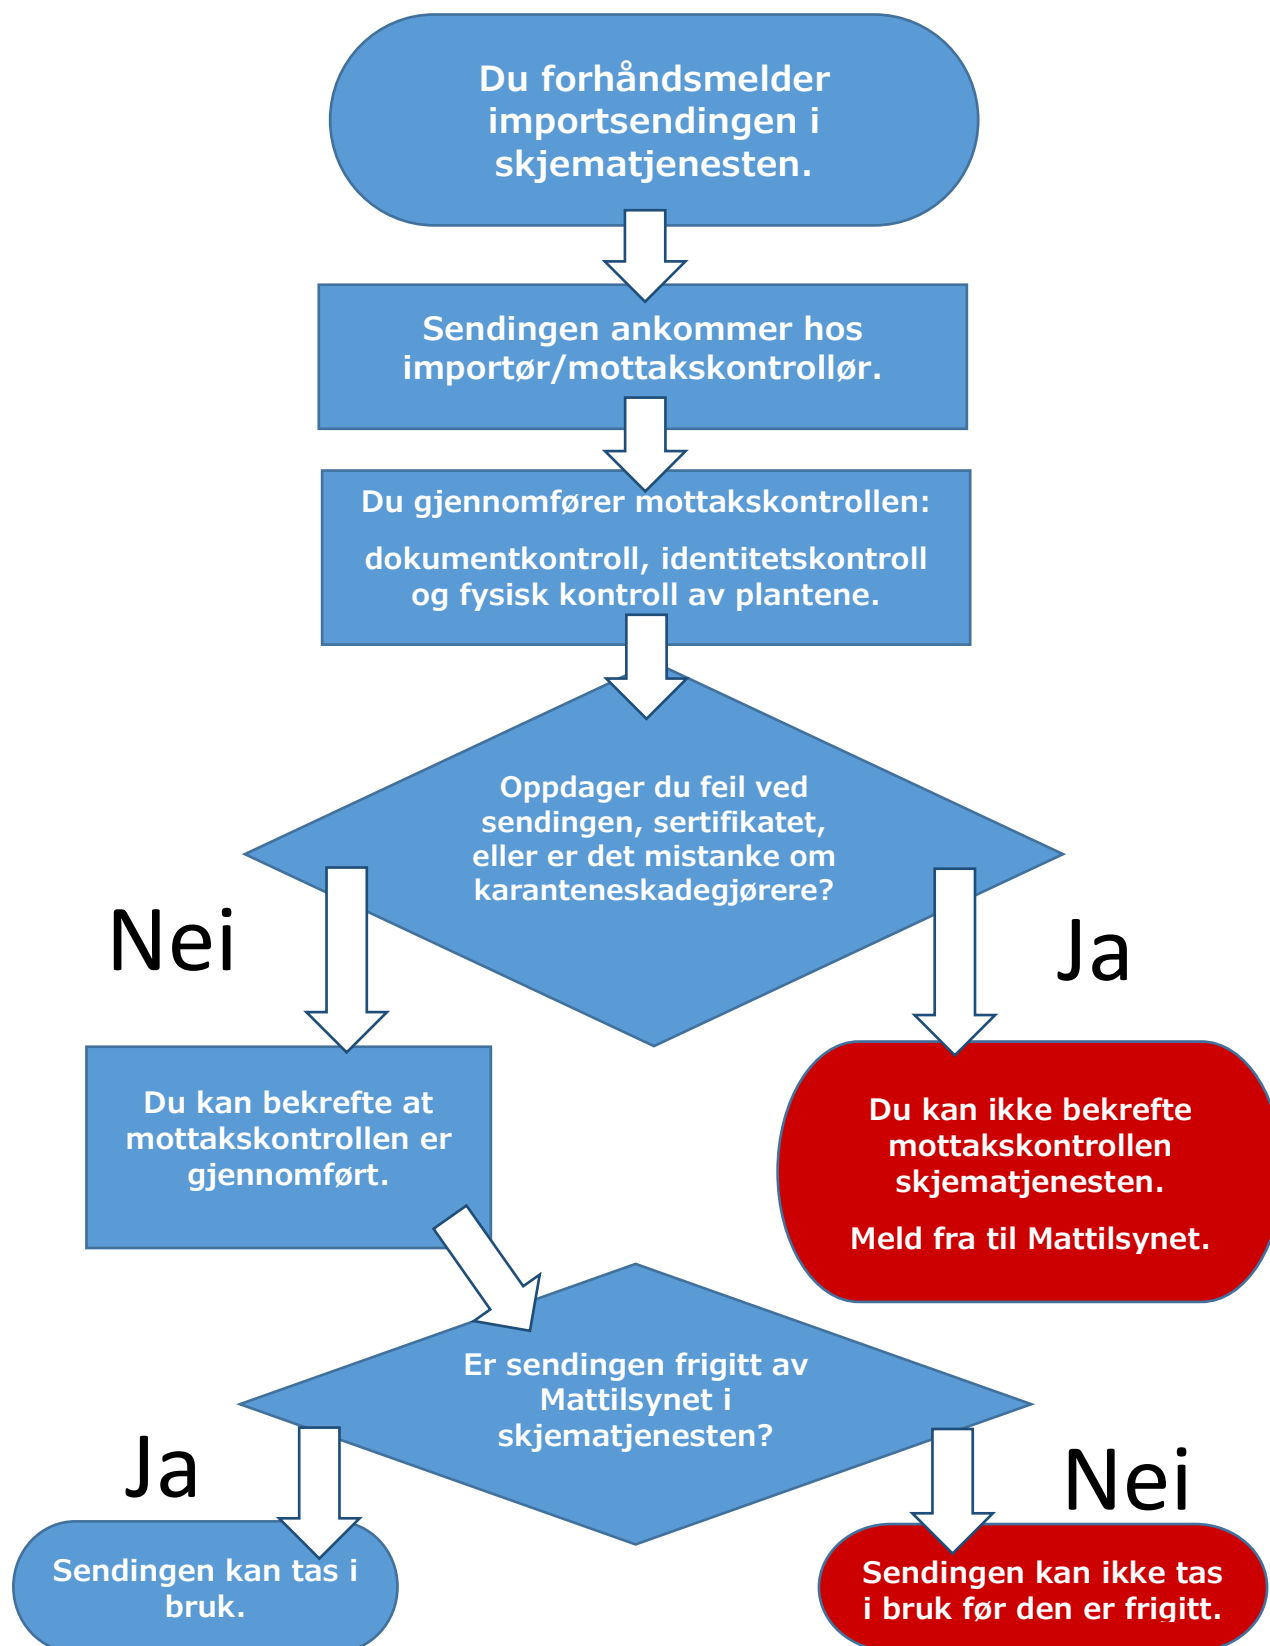 Du forhåndsmelder
importsendingen i
skjematjenesten.
Sendingen ankommer hos
importør/mottakskontrollør.
Du gjennomfører mottakskontrollen:
dokumentkontroll, identitetskontroll
og fysisk kontroll av plantene.
Oppdager du feil ved
sendingen, sertifikatet,
eller er det mistanke om
karanteneskadegjørere?
Nei
Ja
Du kan bekrefte at
mottakskontrollen er
gjennomført.
Du kan ikke bekrefte
mottakskontrollen
skjematjenesten.
Meld fra til Mattilsynet.
Er sendingen frigitt av
Mattilsynet i
skjematjenesten?
Ja
Nei
Sendingen kan tas i
bruk.
Sendingen kan ikke tas
i bruk før den er frigitt.